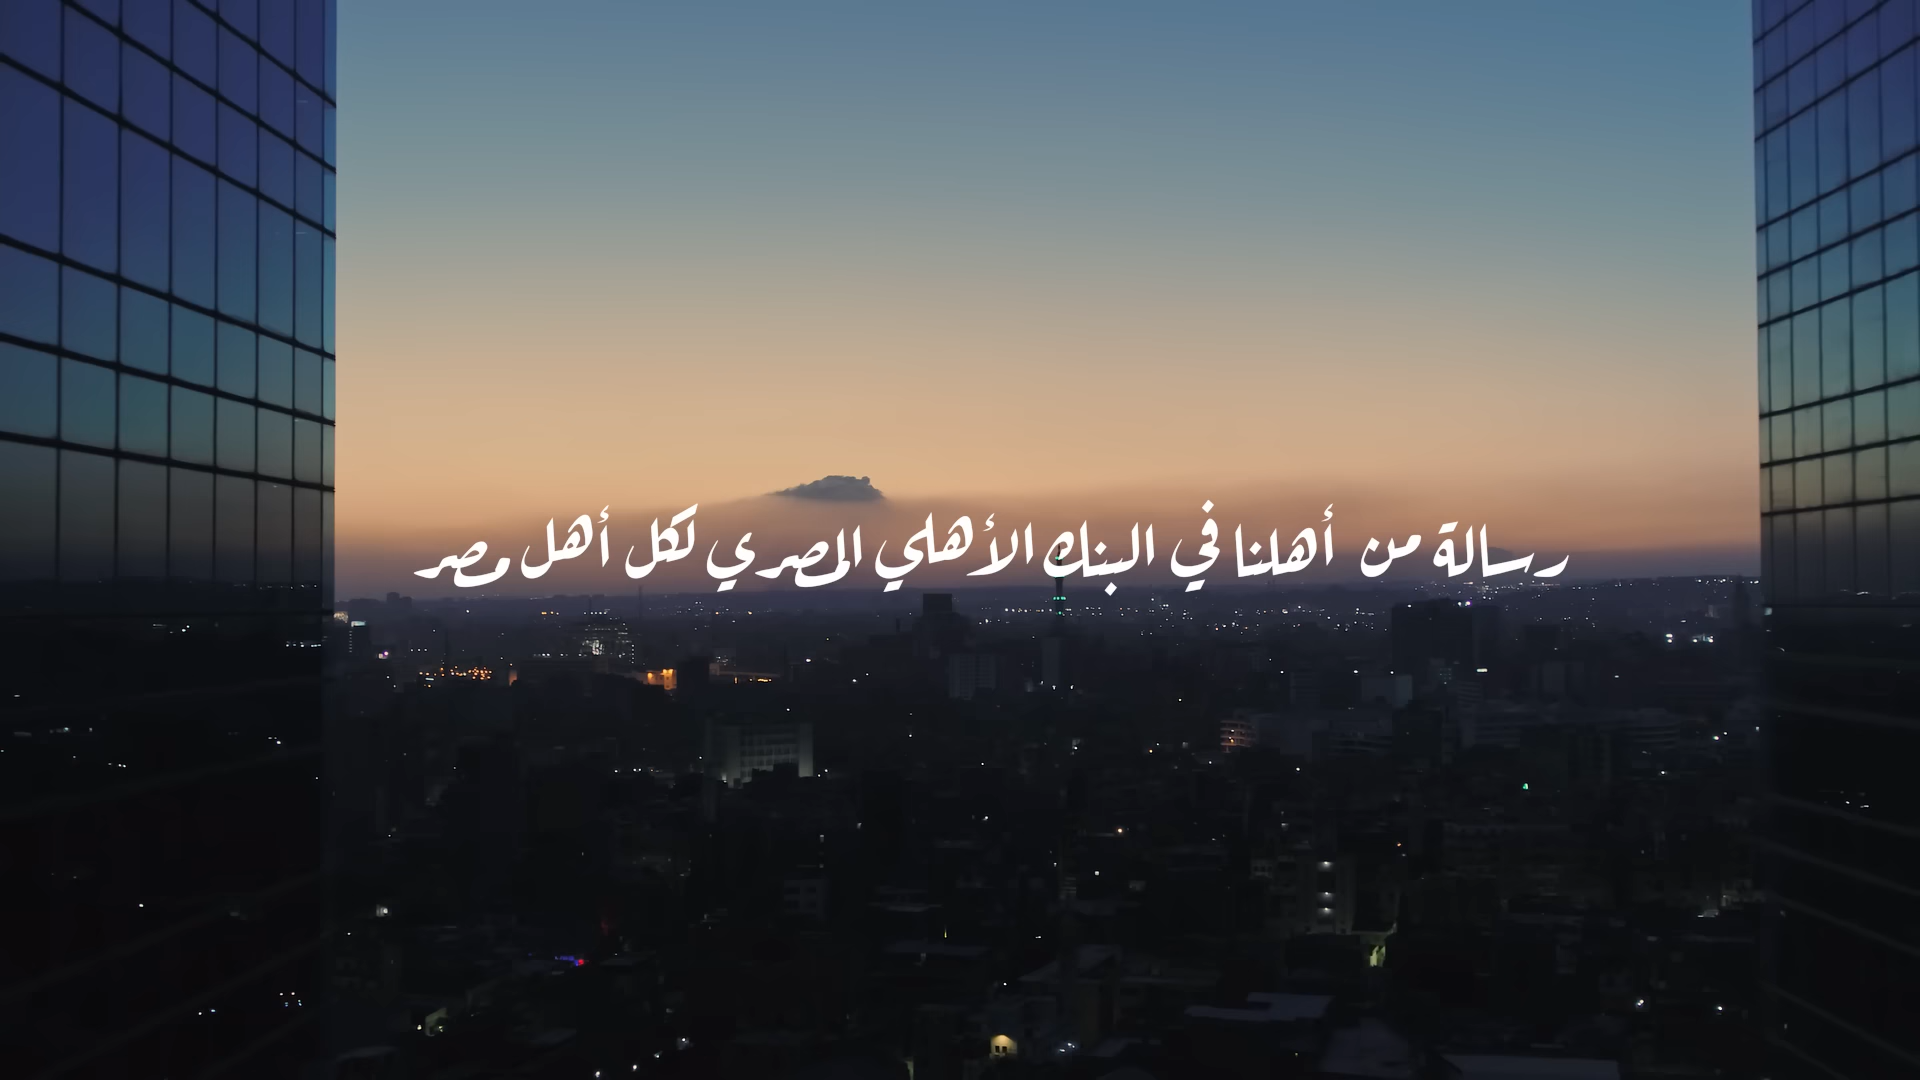 رسالة من أهلنا في البنك الأهلي المصري لكل أهل مصر